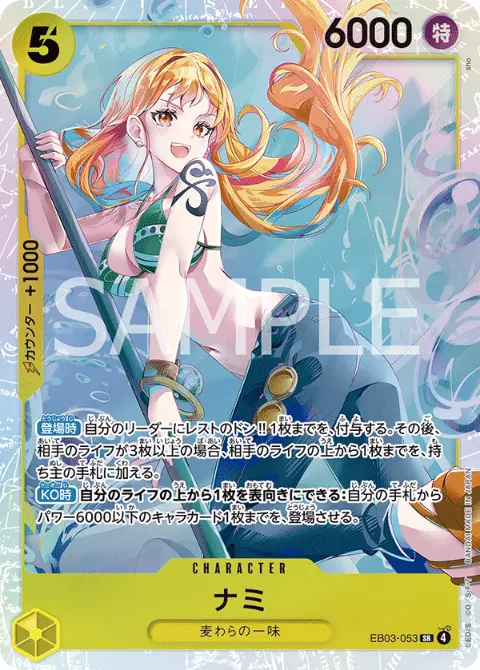 5
6000
特
sho
カウンター +1000
SAMPLE
登場時 自分のリーダーにレストのドン!!1枚までを、付与する。その後、
相手のライフが3枚以上の場合、相手のライフの上から1枚までを、持
ち主の手札に加える。
KO時 自分のライフの上から1枚を表向きにできる:自分の手札から
パワー6000以下のキャラカード1枚までを、登場させる。
CHARACTER
ナミ
麦わらの一味
EB03-053 SR 4
BANDAI MADE IN JAPAN